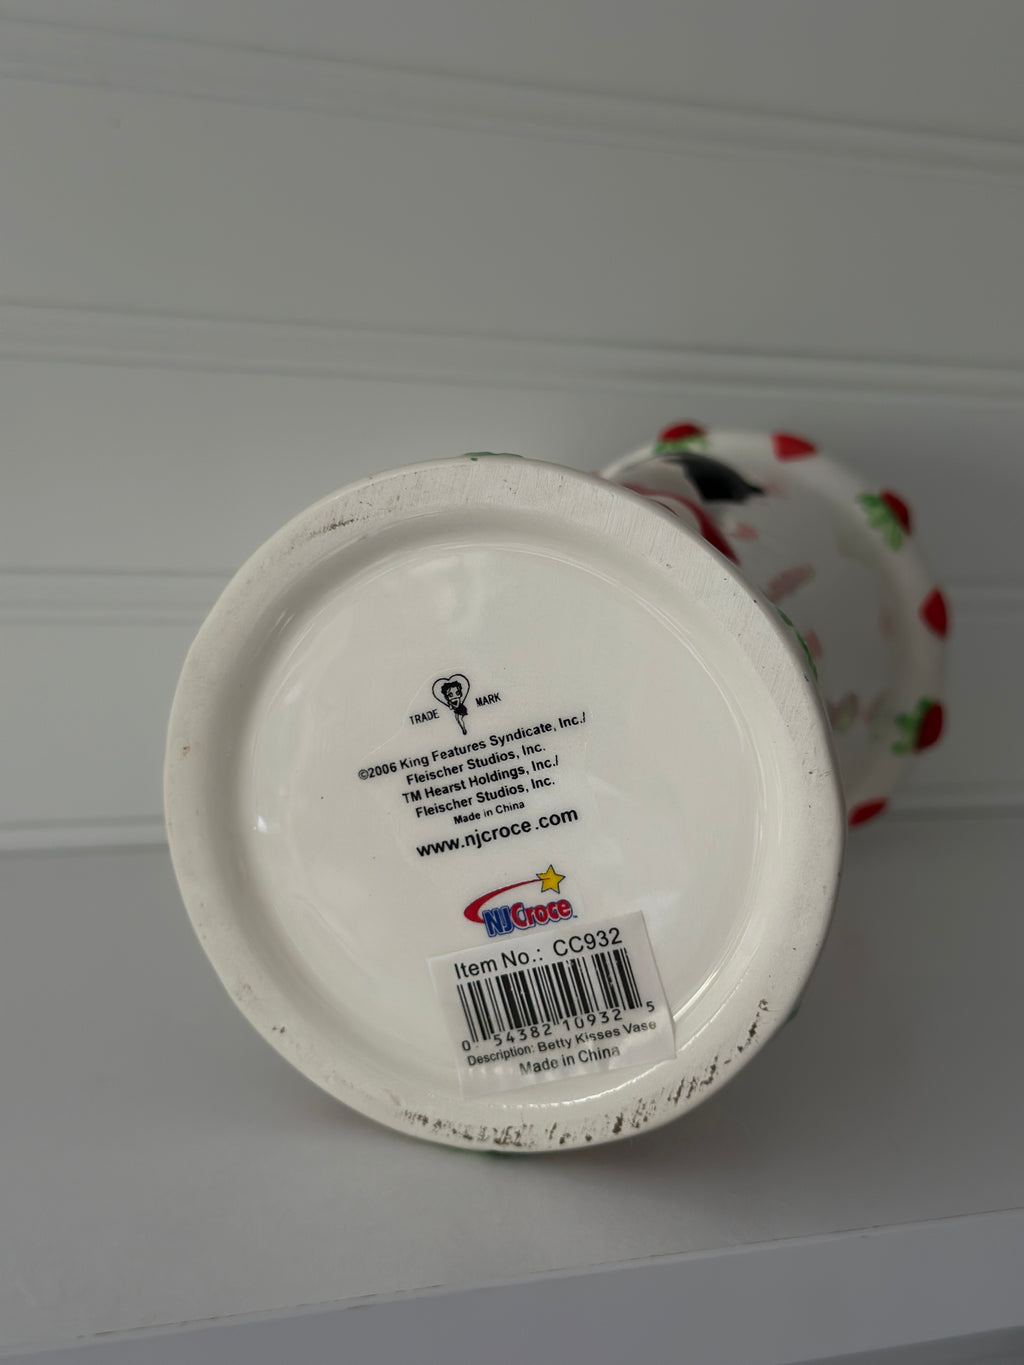 TRADE MARK
©2006 King Features Syndicate, Inc./
Fleischer Studios, Inc.
TM Hearst Holdings, Inc./
Fleischer Studios, Inc.
Made in China
www.njcroce.com
NJCroce
Item No.: CC932
0 54382 10932 5
Description: Betty Kisses Vase
Made in China